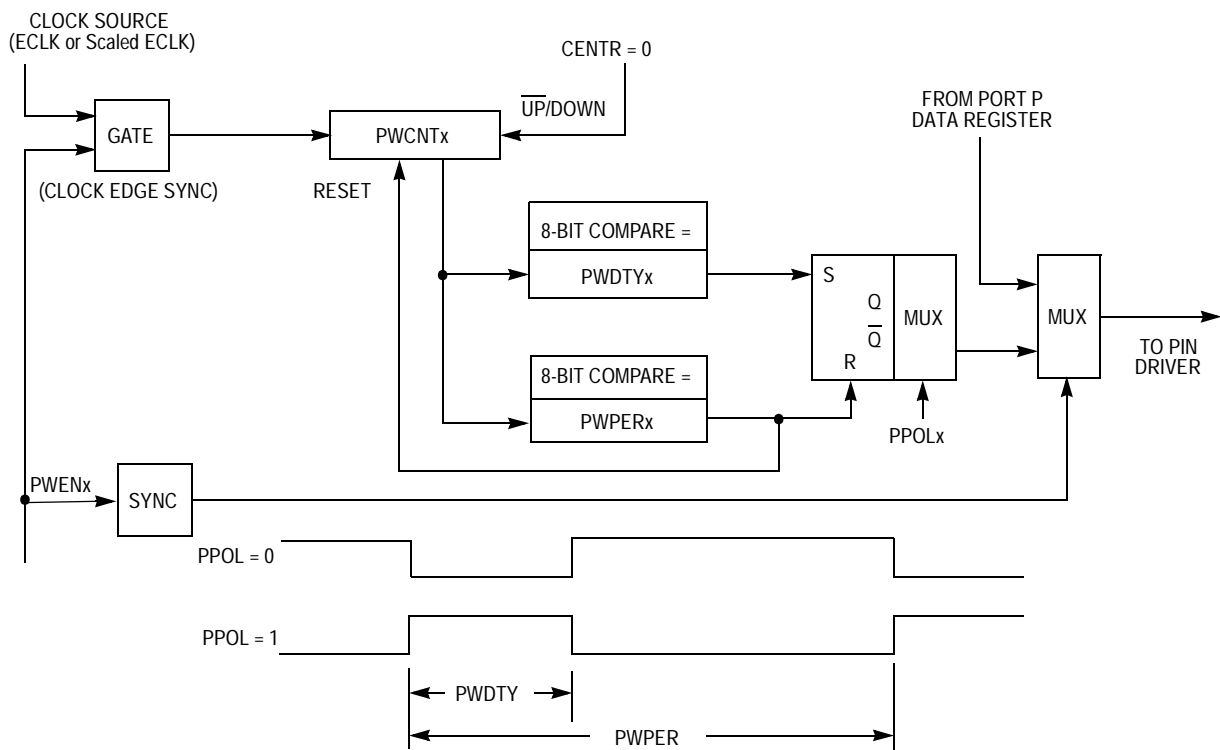 CLOCK SOURCE
(ECLK or Scaled ECLK)
CENTR = 0
UP/DOWN
FROM PORT P
DATA REGISTER
GATE
PWCNTx
(CLOCK EDGE SYNC)
RESET
8-BIT COMPARE =
PWDTYx
S
Q
Q
R
MUX
MUX
TO PIN
DRIVER
8-BIT COMPARE =
PWPERx
PPOLx
PWENx
SYNC
PPOL = 0
PPOL = 1
PWDTY
PWPER